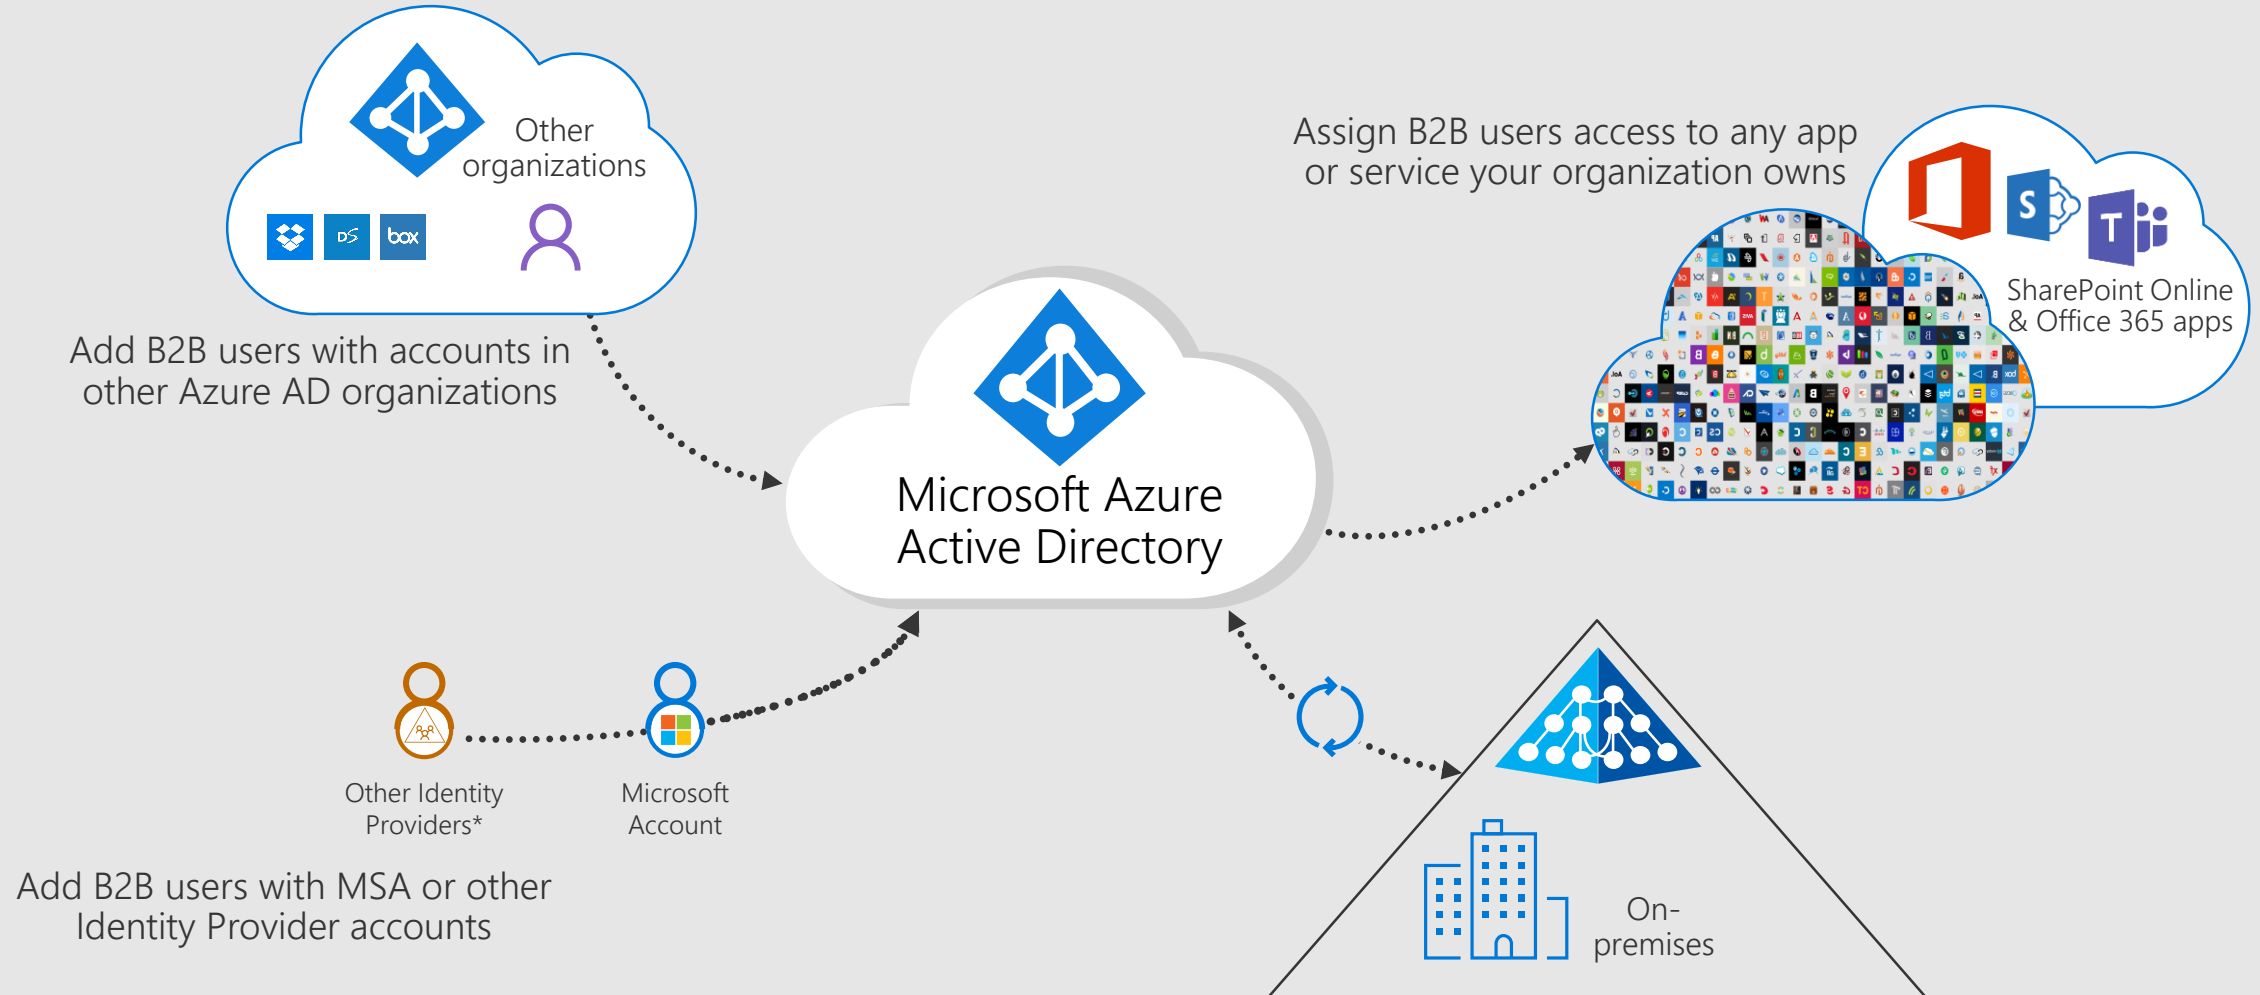 Other
organizations
DS
box
Add B2B users with accounts in
other Azure AD organizations
Assign B2B users access to any app
or service your organization owns
S
T
SharePoint Online
& Office 365 apps
Microsoft Azure
Active Directory
Other Identity
Providers*
Microsoft
Account
Add B2B users with MSA or other
Identity Provider accounts
On-
premises